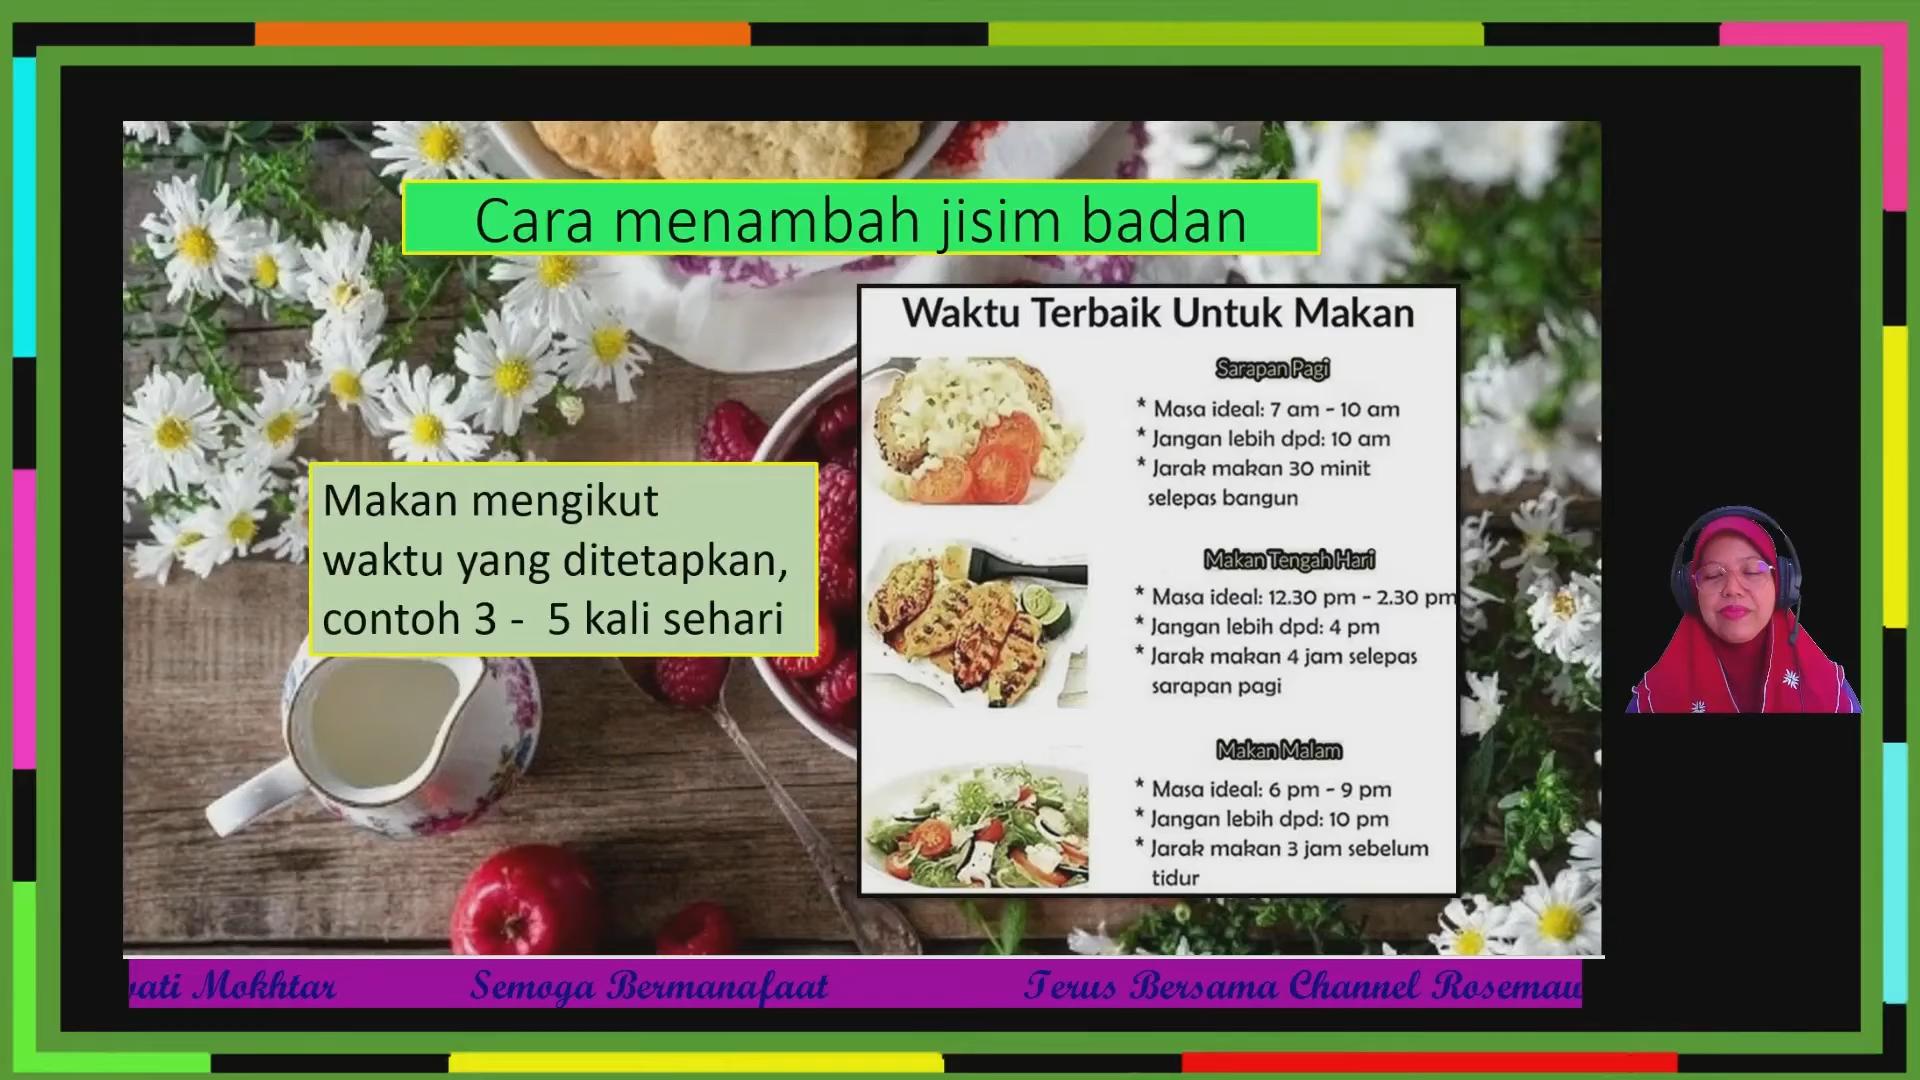 Cara menambah jisim badan
Makan mengikut
waktu yang ditetapkan,
contoh 3 - 5 kali sehari
Waktu Terbaik Untuk Makan
Sarapan Pagi
* Masa ideal: 7 am - 10 am
* Jangan lebih dpd: 10 am
* Jarak makan 30 minit
selepas bangun
Makan Tengah Hari
* Masa ideal: 12.30 pm - 2.30 pm
* Jangan lebih dpd: 4 pm
* Jarak makan 4 jam selepas
sarapan pagi
Makan Malam
* Masa ideal: 6 pm - 9 pm
* Jangan lebih dpd: 10 pm
* Jarak makan 3 jam sebelum
tidur
Mokhtar Semoga Bermanafaat Terus Bersama Channel